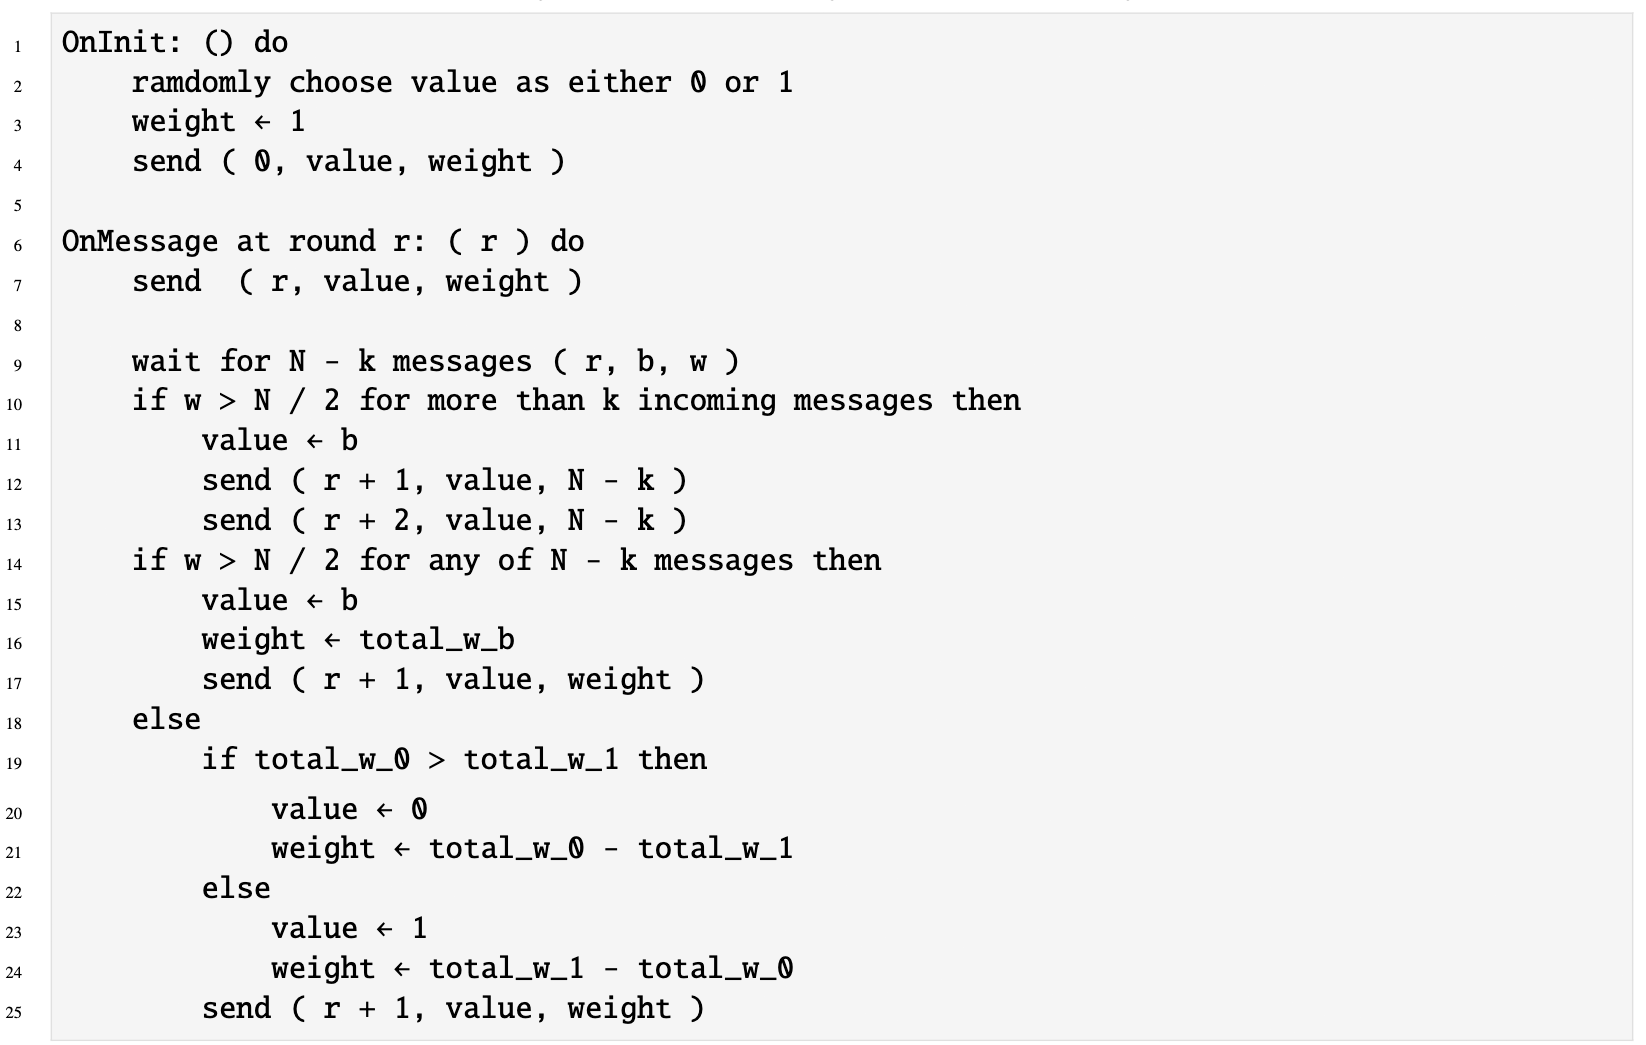 1 OnInit: () do
2     ramdomly choose value as either 0 or 1
3     weight ← 1
4     send ( 0, value, weight )
5
6 OnMessage at round r: ( r ) do
7     send  ( r, value, weight )
8
9     wait for N - k messages ( r, b, w )
10     if w > N / 2 for more than k incoming messages then
11         value ← b
12         send ( r + 1, value, N - k )
13         send ( r + 2, value, N - k )
14     if w > N / 2 for any of N - k messages then
15         value ← b
16         weight ← total_w_b
17         send ( r + 1, value, weight )
18     else
19         if total_w_0 > total_w_1 then
20             value ← 0
21             weight ← total_w_0 - total_w_1
22         else
23             value ← 1
24             weight ← total_w_1 - total_w_0
25         send ( r + 1, value, weight )